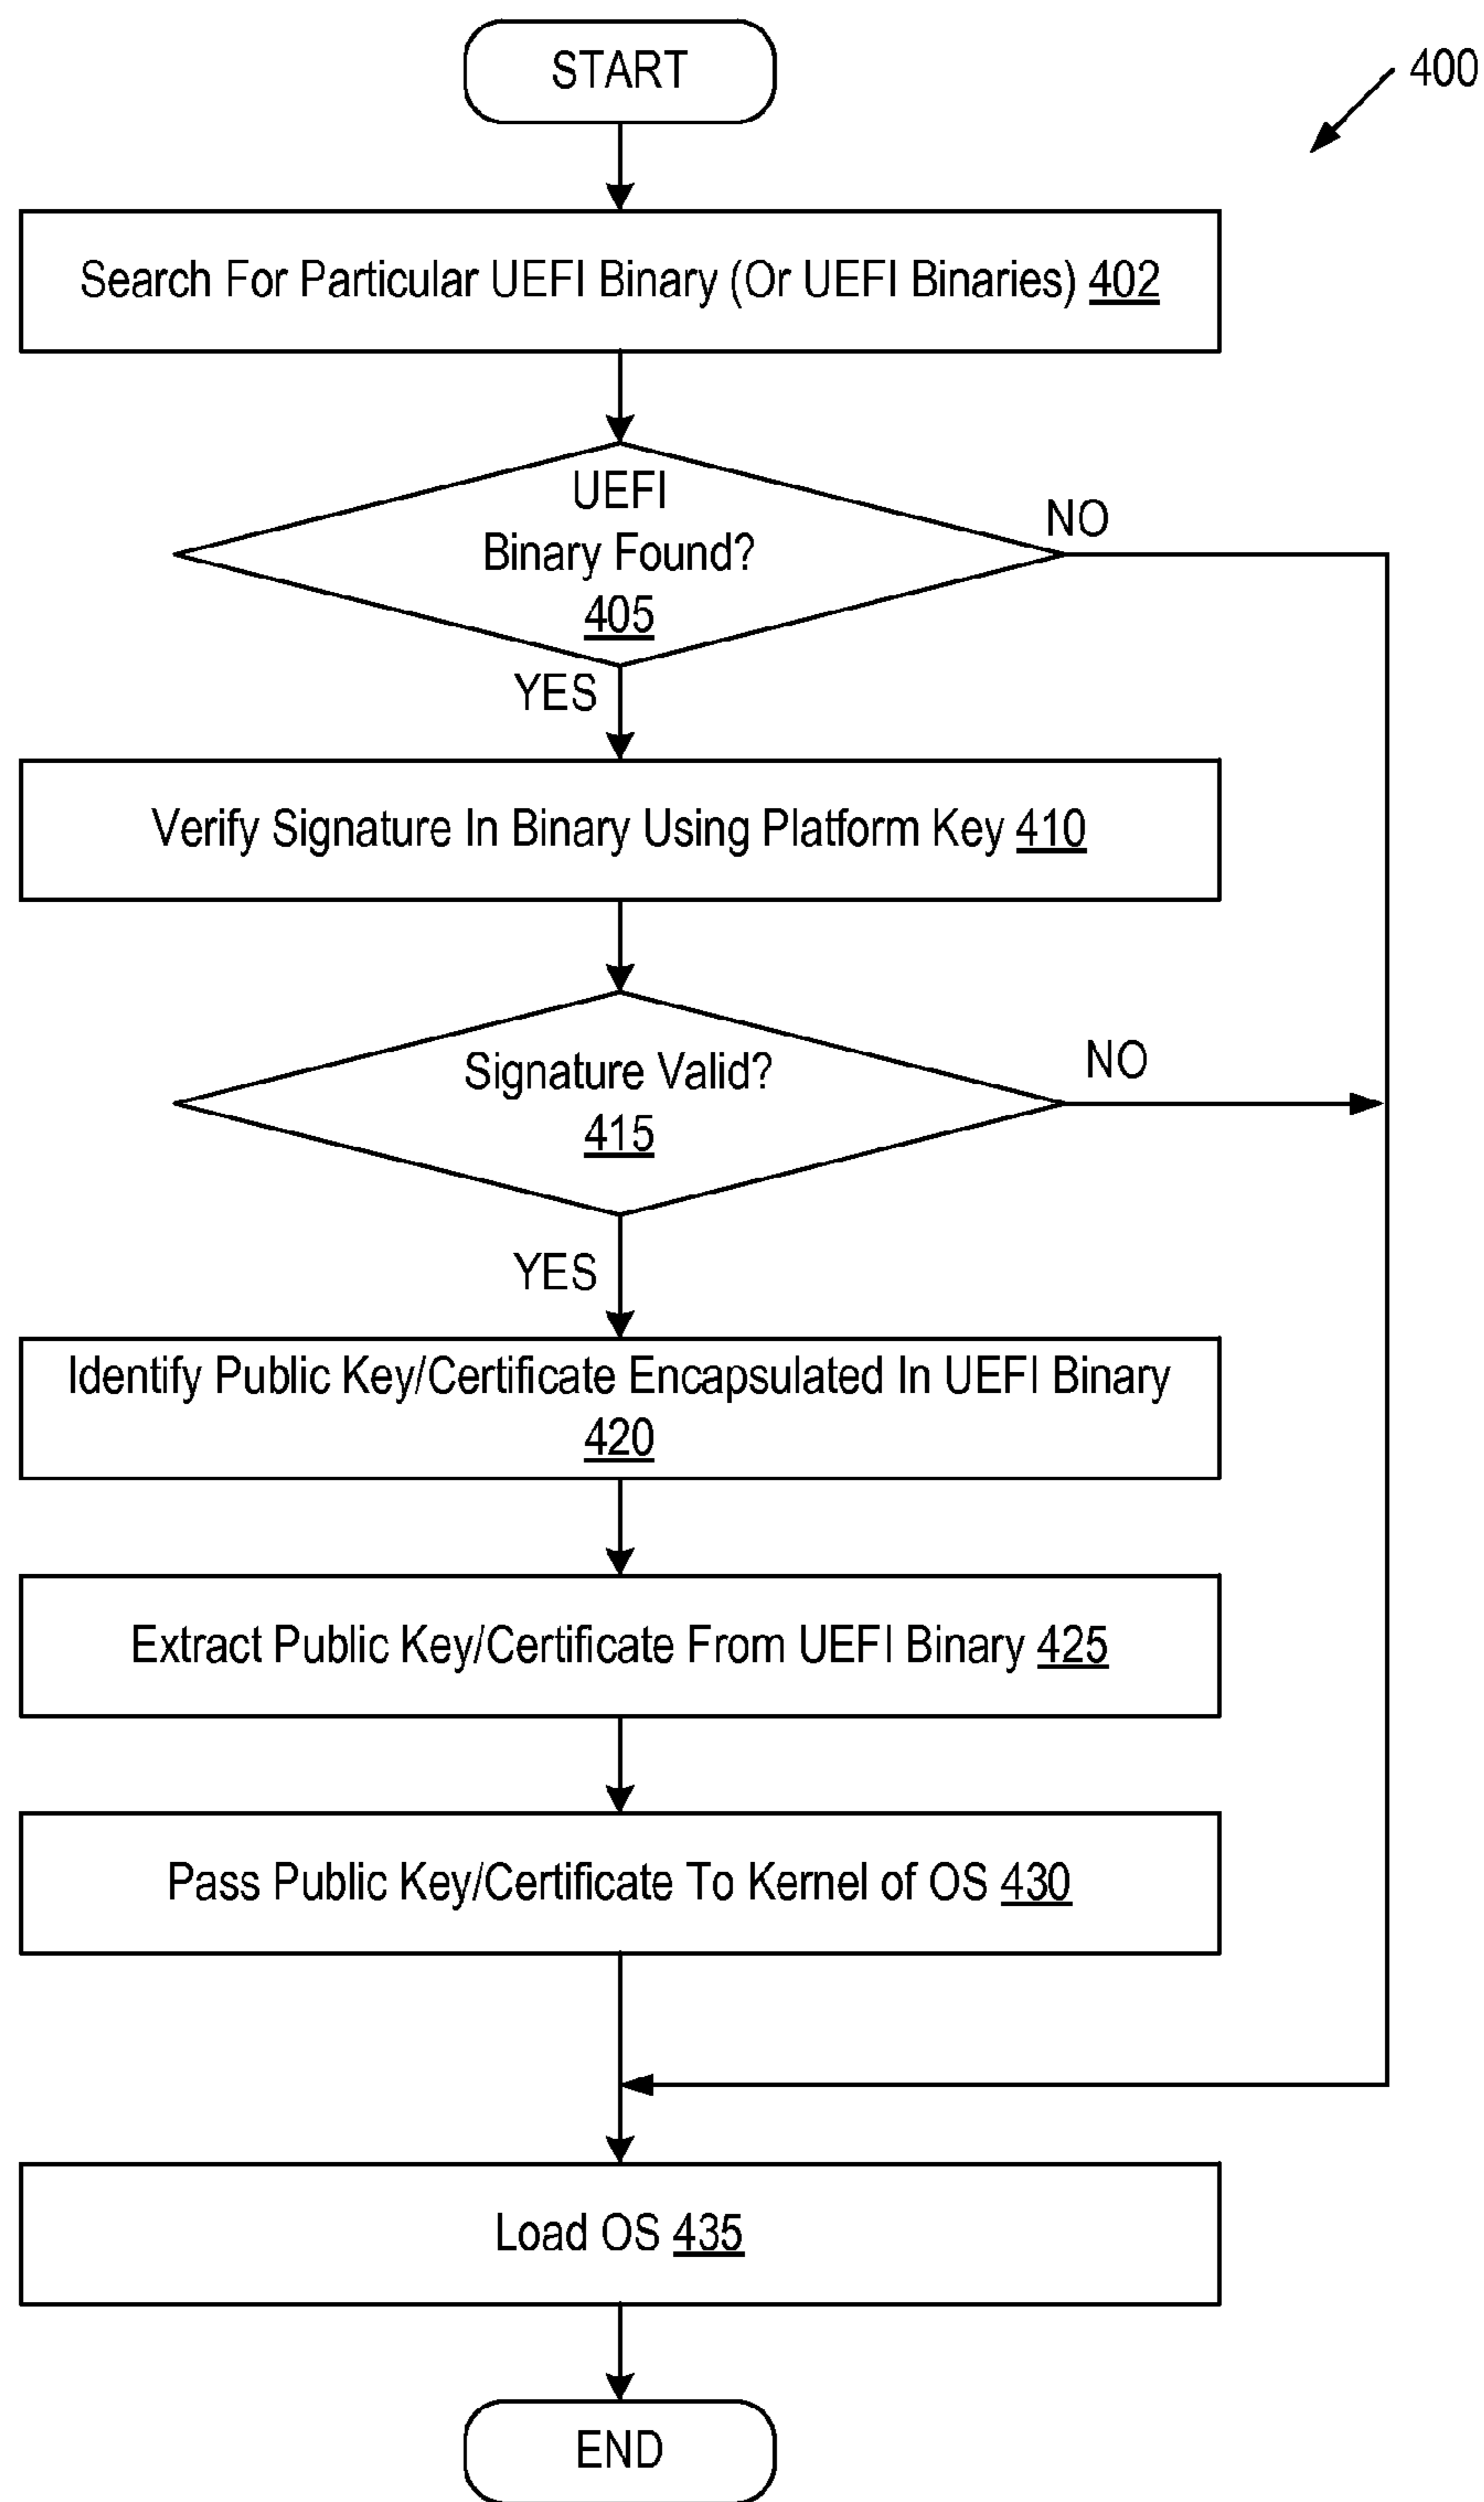 START
400
Search For Particular UEFI Binary (Or UEFI Binaries) 402
UEFI
Binary Found?
405
NO
YES
Verify Signature In Binary Using Platform Key 410
Signature Valid?
415
NO
YES
Identify Public Key/Certificate Encapsulated In UEFI Binary
420
Extract Public Key/Certificate From UEFI Binary 425
Pass Public Key/Certificate To Kernel of OS 430
Load OS 435
END